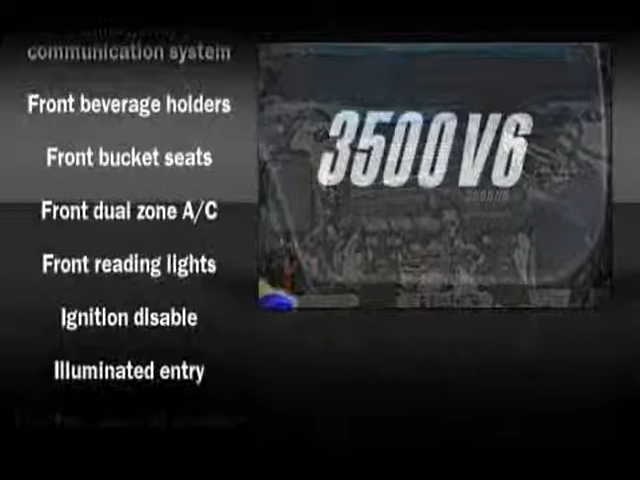 communication system
Front beverage holders
Front bucket seats
Front dual zone A/C
Front reading lights
Ignition disable
Illuminated entry
3500 V6